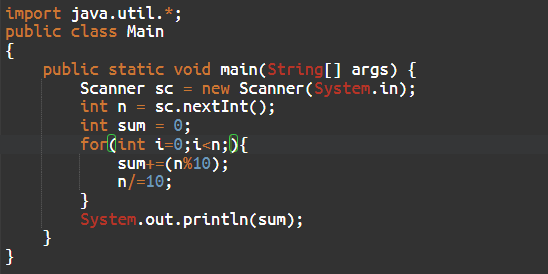 import java.util.*;
public class Main
{
    public static void main(String[] args) {
        Scanner sc = new Scanner(System.in);
        int n = sc.nextInt();
        int sum = 0;
        for(int i=0;i<n;){
            sum+=(n%10);
            n/=10;
        }
        System.out.println(sum);
    }
}